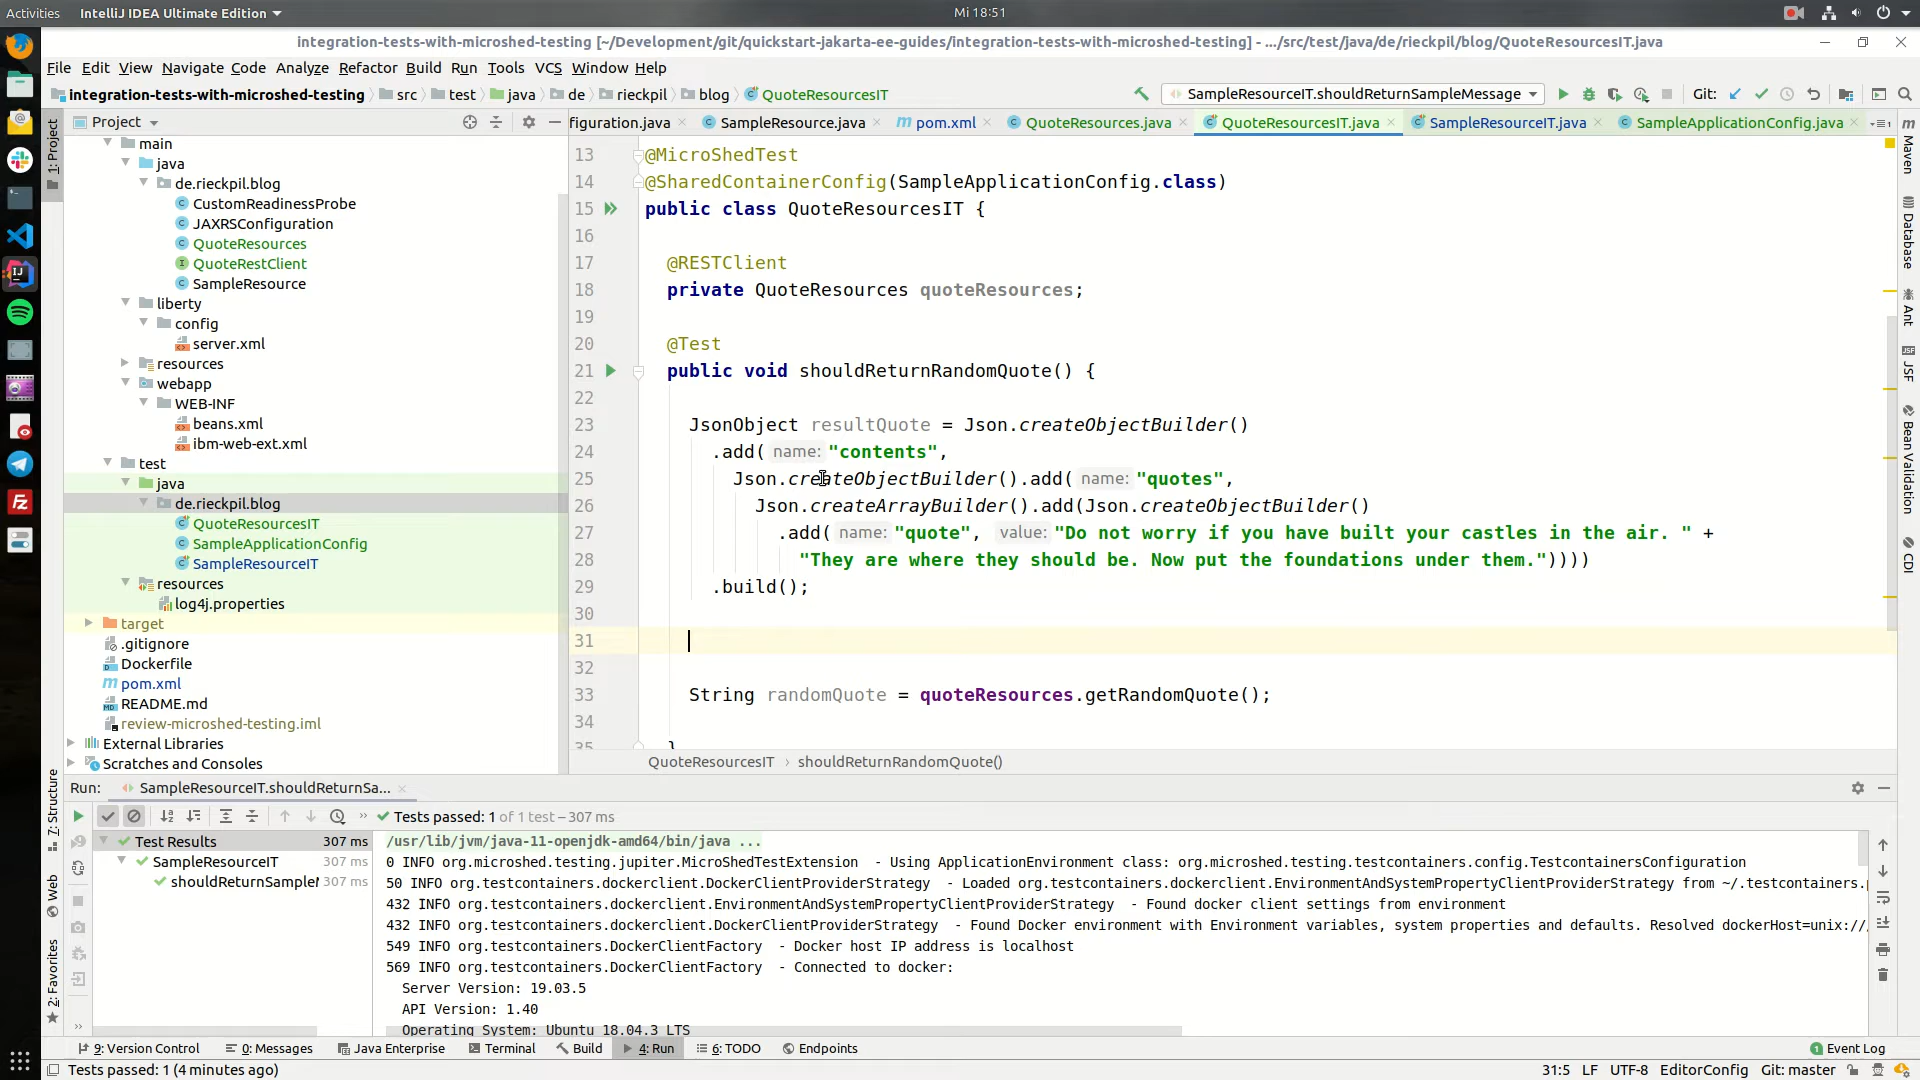 Activities
IntelliJ IDEA Ultimate Edition
Mi 18:51
integration-tests-with-microshed-testing [~/Development/git/quickstart-jakarta-ee-guides/integration-tests-with-microshed-testing] - .../src/test/java/de/rieckpil/blog/QuoteResourcesIT.java
File Edit View Navigate Code Analyze Refactor Build Run Tools VCS Window Help
integration-tests-with-microshed-testing src test java de rieckpil blog QuoteResourcesIT
SampleResourceIT.shouldReturnSampleMessage
Git:
Project
figuration.java SampleResource.java pom.xml QuoteResources.java QuoteResourcesIT.java SampleResourceIT.java SampleApplicationConfig.java
1: Project
7: Structure
Web
2: Favorites
main
java
de.rieckpil.blog
CustomReadinessProbe
JAXRSConfiguration
QuoteResources
QuoteRestClient
SampleResource
liberty
config
server.xml
resources
webapp
WEB-INF
beans.xml
ibm-web-ext.xml
test
java
de.rieckpil.blog
QuoteResourcesIT
SampleApplicationConfig
SampleResourceIT
resources
log4j.properties
target
.gitignore
Dockerfile
pom.xml
README.md
review-microshed-testing.iml
External Libraries
Scratches and Consoles
13 @MicroShedTest
14 @SharedContainerConfig(SampleApplicationConfig.class)
15 public class QuoteResourcesIT {
16
17 @RESTClient
18 private QuoteResources quoteResources;
19
20 @Test
21 public void shouldReturnRandomQuote() {
22
23 JsonObject resultQuote = Json.createObjectBuilder()
24 .add( name: "contents",
25 Json.createObjectBuilder().add( name: "quotes",
26 Json.createArrayBuilder().add(Json.createObjectBuilder()
27 .add( name: "quote", value: "Do not worry if you have built your castles in the air. " +
28 "They are where they should be. Now put the foundations under them."))))
29 .build();
30
31
32
33 String randomQuote = quoteResources.getRandomQuote();
34
35 }
QuoteResourcesIT › shouldReturnRandomQuote()
Maven
Database
Ant
JSF
Bean Validation
CDI
Run: SampleResourceIT.shouldReturnSa...
Tests passed: 1 of 1 test – 307 ms
Test Results 307 ms
SampleResourceIT 307 ms
shouldReturnSampleM 307 ms
/usr/lib/jvm/java-11-openjdk-amd64/bin/java ...
0 INFO org.microshed.testing.jupiter.MicroShedTestExtension - Using ApplicationEnvironment class: org.microshed.testing.testcontainers.config.TestcontainersConfiguration
50 INFO org.testcontainers.dockerclient.DockerClientProviderStrategy - Loaded org.testcontainers.dockerclient.EnvironmentAndSystemPropertyClientProviderStrategy from ~/.testcontainers.
432 INFO org.testcontainers.dockerclient.EnvironmentAndSystemPropertyClientProviderStrategy - Found docker client settings from environment
432 INFO org.testcontainers.dockerclient.DockerClientProviderStrategy - Found Docker environment with Environment variables, system properties and defaults. Resolved dockerHost=unix://
549 INFO org.testcontainers.DockerClientFactory - Docker host IP address is localhost
569 INFO org.testcontainers.DockerClientFactory - Connected to docker:
Server Version: 19.03.5
API Version: 1.40
Operating System: Ubuntu 18.04.3 LTS
9: Version Control 0: Messages Java Enterprise Terminal Build 4: Run 6: TODO Endpoints 1 Event Log
Tests passed: 1 (4 minutes ago)
31:5 LF UTF-8 EditorConfig Git: master